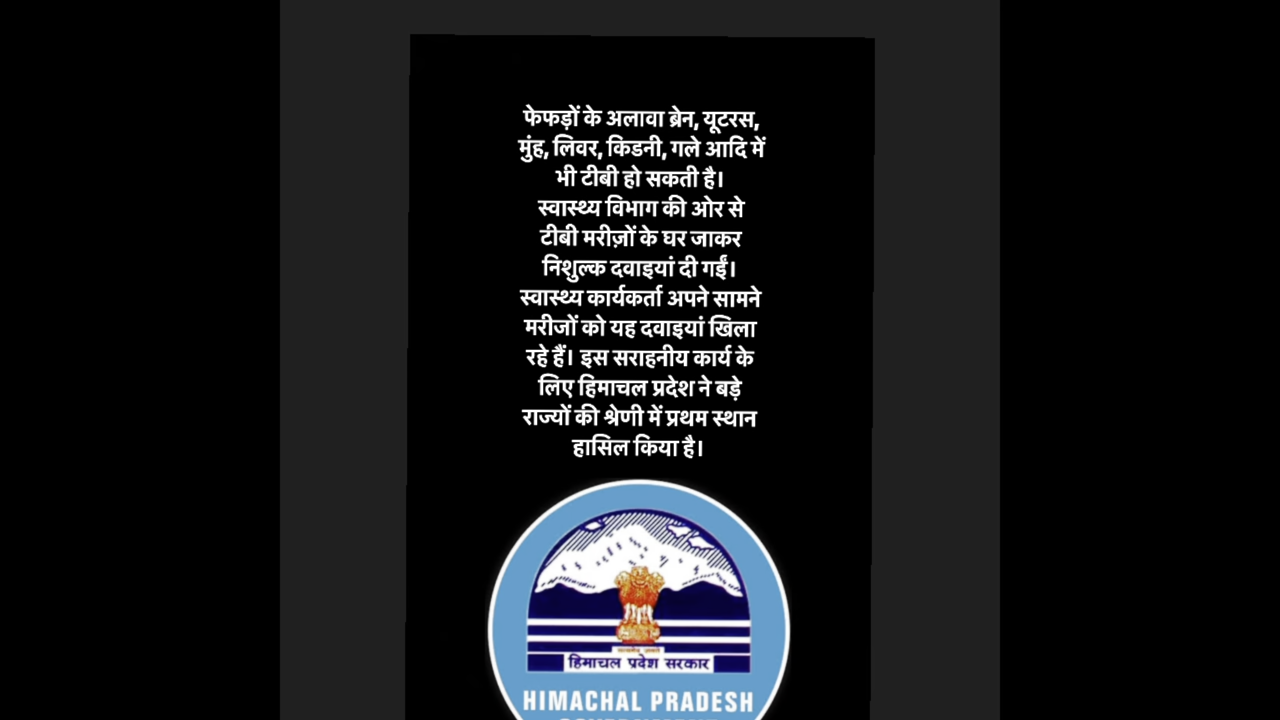 फेफड़ों के अलावा ब्रेन, यूटरस,
मुंह, लिवर, किडनी, गले आदि में
भी टीबी हो सकती है।
स्वास्थ्य विभाग की ओर से
टीबी मरीज़ों के घर जाकर
निशुल्क दवाइयां दी गईं।
स्वास्थ्य कार्यकर्ता अपने सामने
मरीजों को यह दवाइयां खिला
रहे हैं। इस सराहनीय कार्य के
लिए हिमाचल प्रदेश ने बड़े
राज्यों की श्रेणी में प्रथम स्थान
हासिल किया है।
हिमाचल प्रदेश सरकार
HIMACHAL PRADESH